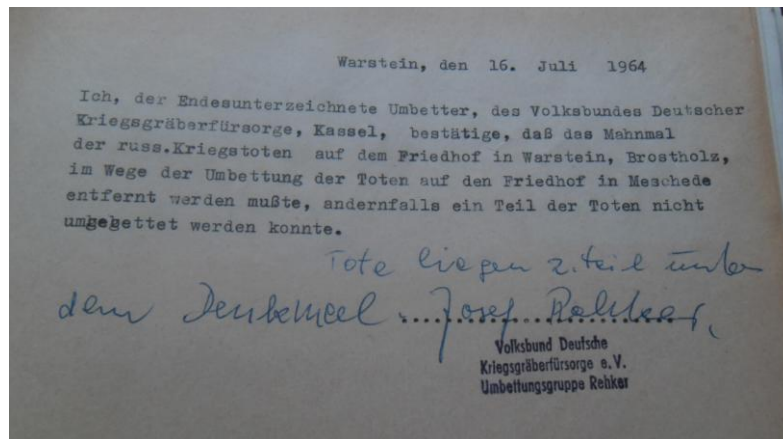 Warstein, den 16. Juli 1964
Ich, der Endesunterzeichnete Umbetter, des Volksbundes Deutscher
Kriegsgräberfürsorge, Kassel, bestätige, daß das Mahnmal
der russ.Kriegstoten auf dem Friedhof in Warstein, Brostholz,
im Wege der Umbettung der Toten auf den Friedhof in Meschede
entfernt werden mußte, andernfalls ein Teil der Toten nicht
umgebettet werden konnte.
Tote liegen z. teil unter
dem Denkmal Josef Rehker.
Volksbund Deutsche
Kriegsgräberfürsorge e. V.
Umbettungsgruppe Rehker